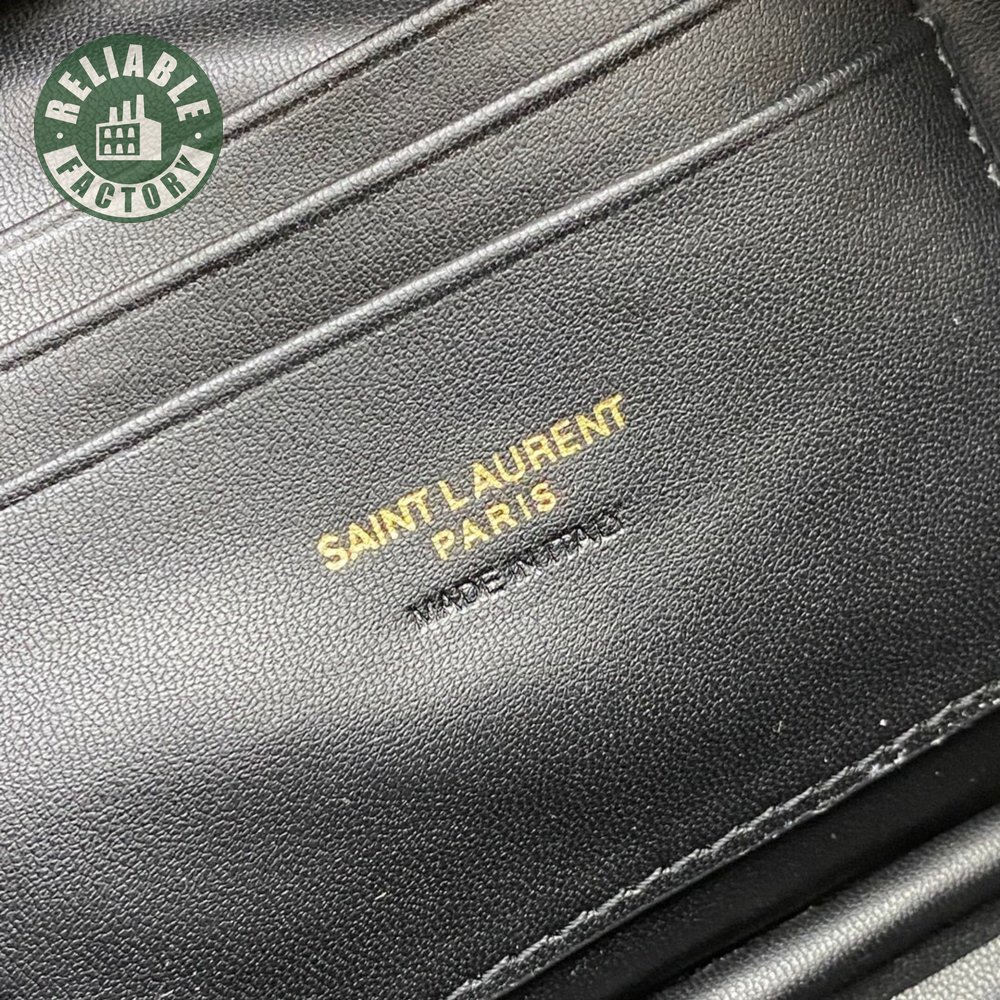 RELIABLE
FACTORY
SAINT LAURENT
PARIS
MADE IN ITALY